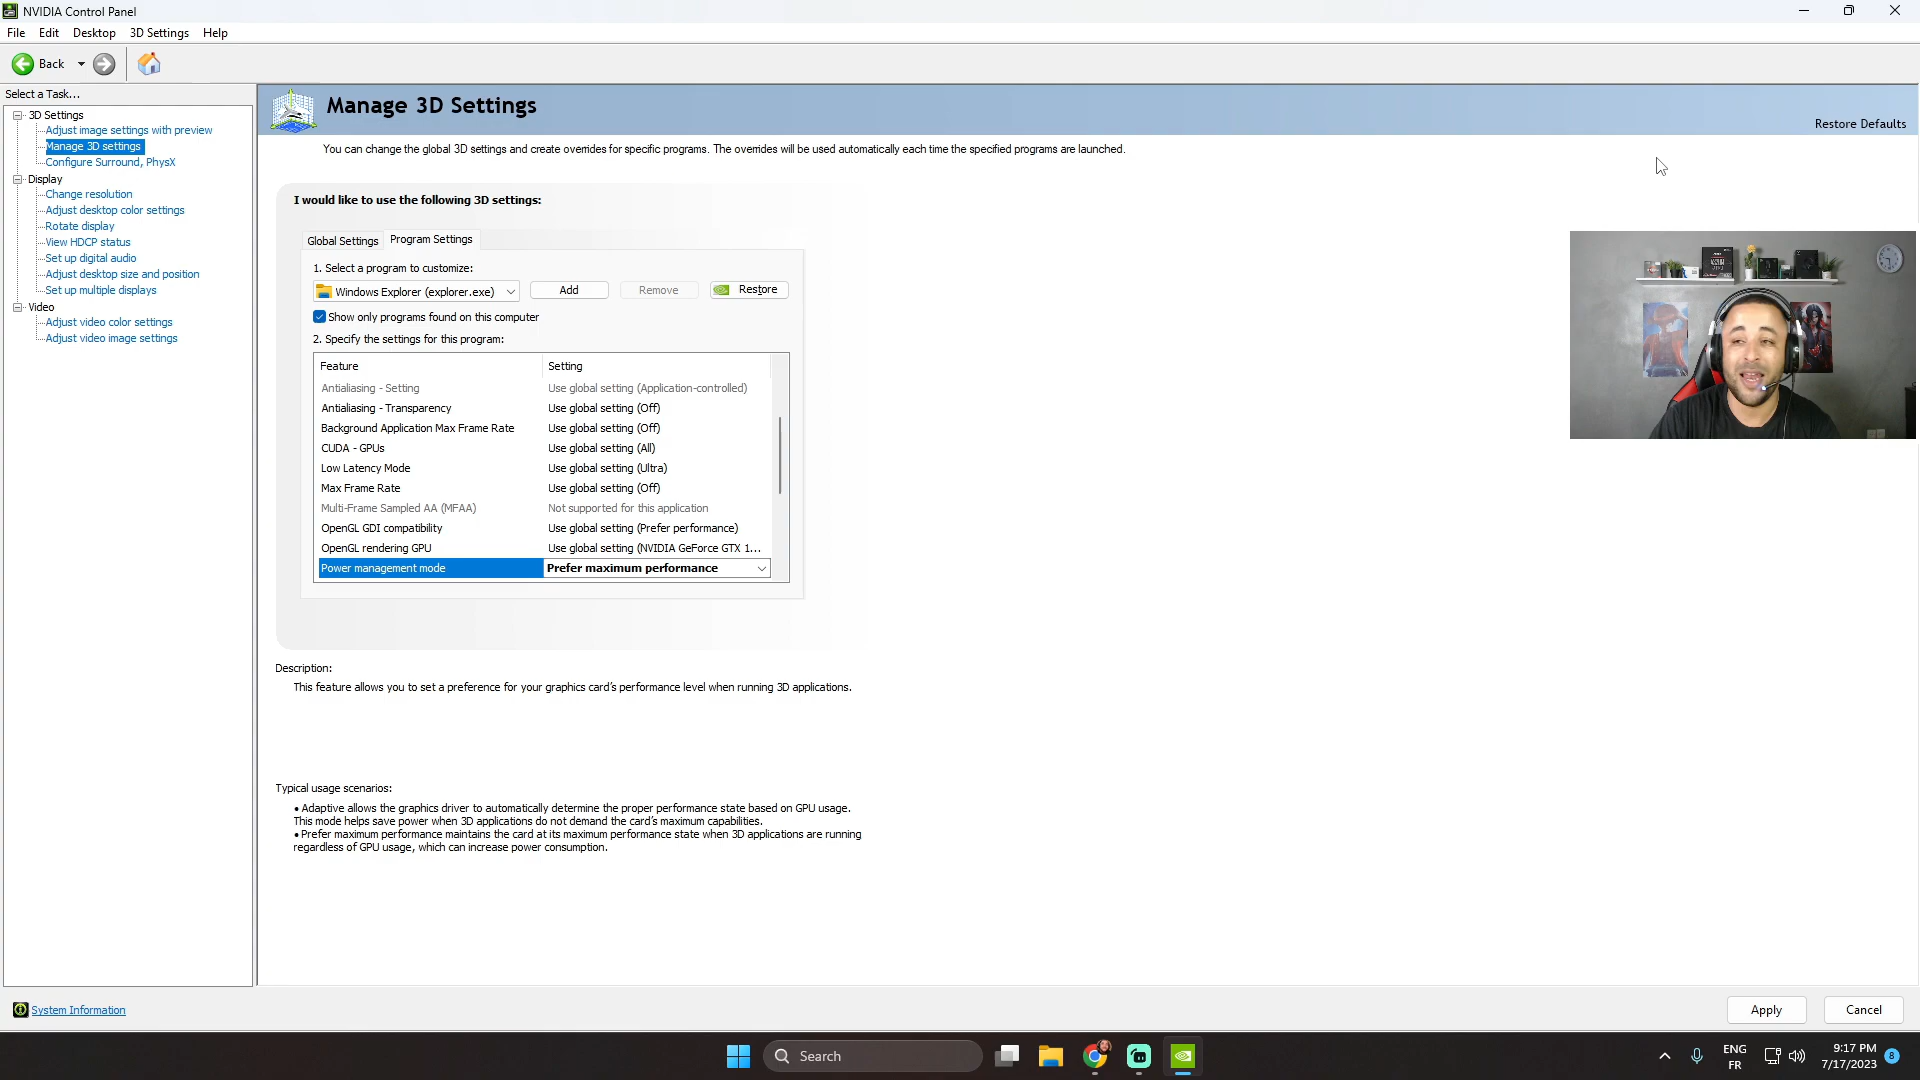 NVIDIA Control Panel
File Edit Desktop 3D Settings Help
Back
Select a Task...
3D Settings
Adjust image settings with preview
Manage 3D settings
Configure Surround, PhysX
Display
Change resolution
Adjust desktop color settings
Rotate display
View HDCP status
Set up digital audio
Adjust desktop size and position
Set up multiple displays
Video
Adjust video color settings
Adjust video image settings
Manage 3D Settings
Restore Defaults
You can change the global 3D settings and create overrides for specific programs. The overrides will be used automatically each time the specified programs are launched.
I would like to use the following 3D settings:
Global Settings Program Settings
1. Select a program to customize:
Windows Explorer (explorer.exe) Add Remove Restore
Show only programs found on this computer
2. Specify the settings for this program:
Feature Setting
Antialiasing - Setting Use global setting (Application-controlled)
Antialiasing - Transparency Use global setting (Off)
Background Application Max Frame Rate Use global setting (Off)
CUDA - GPUs Use global setting (All)
Low Latency Mode Use global setting (Ultra)
Max Frame Rate Use global setting (Off)
Multi-Frame Sampled AA (MFAA) Not supported for this application
OpenGL GDI compatibility Use global setting (Prefer performance)
OpenGL rendering GPU Use global setting (NVIDIA GeForce GTX 1...
Power management mode Prefer maximum performance
Description:
This feature allows you to set a preference for your graphics card's performance level when running 3D applications.
Typical usage scenarios:
• Adaptive allows the graphics driver to automatically determine the proper performance state based on GPU usage.
This mode helps save power when 3D applications do not demand the card's maximum capabilities.
• Prefer maximum performance maintains the card at its maximum performance state when 3D applications are running
regardless of GPU usage, which can increase power consumption.
System Information
Apply Cancel
Search
ENG
FR
9:17 PM
7/17/2023
8